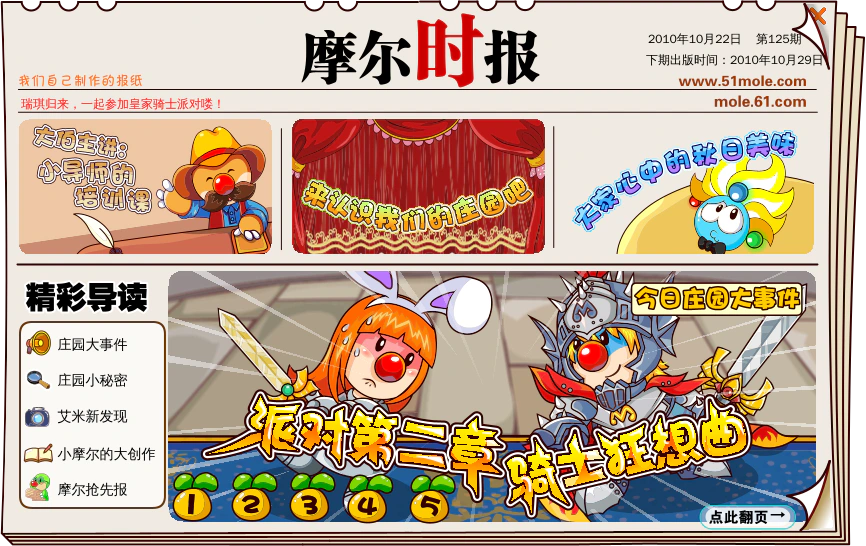 摩尔时报
2010年10月22日 第125期
下期出版时间：2010年10月29日
我们自己制作的报纸
www.51mole.com
瑞琪归来，一起参加皇家骑士派对喽！
mole.61.com
大伯主讲：
小导师的
培训课
来认识我们的庄园吧
大家心中的秋日美味
精彩导读
庄园大事件
庄园小秘密
艾米新发现
小摩尔的大创作
摩尔抢先报
今日庄园大事件
派对第二章
骑士狂想曲
1 2 3 4 5
点此翻页→